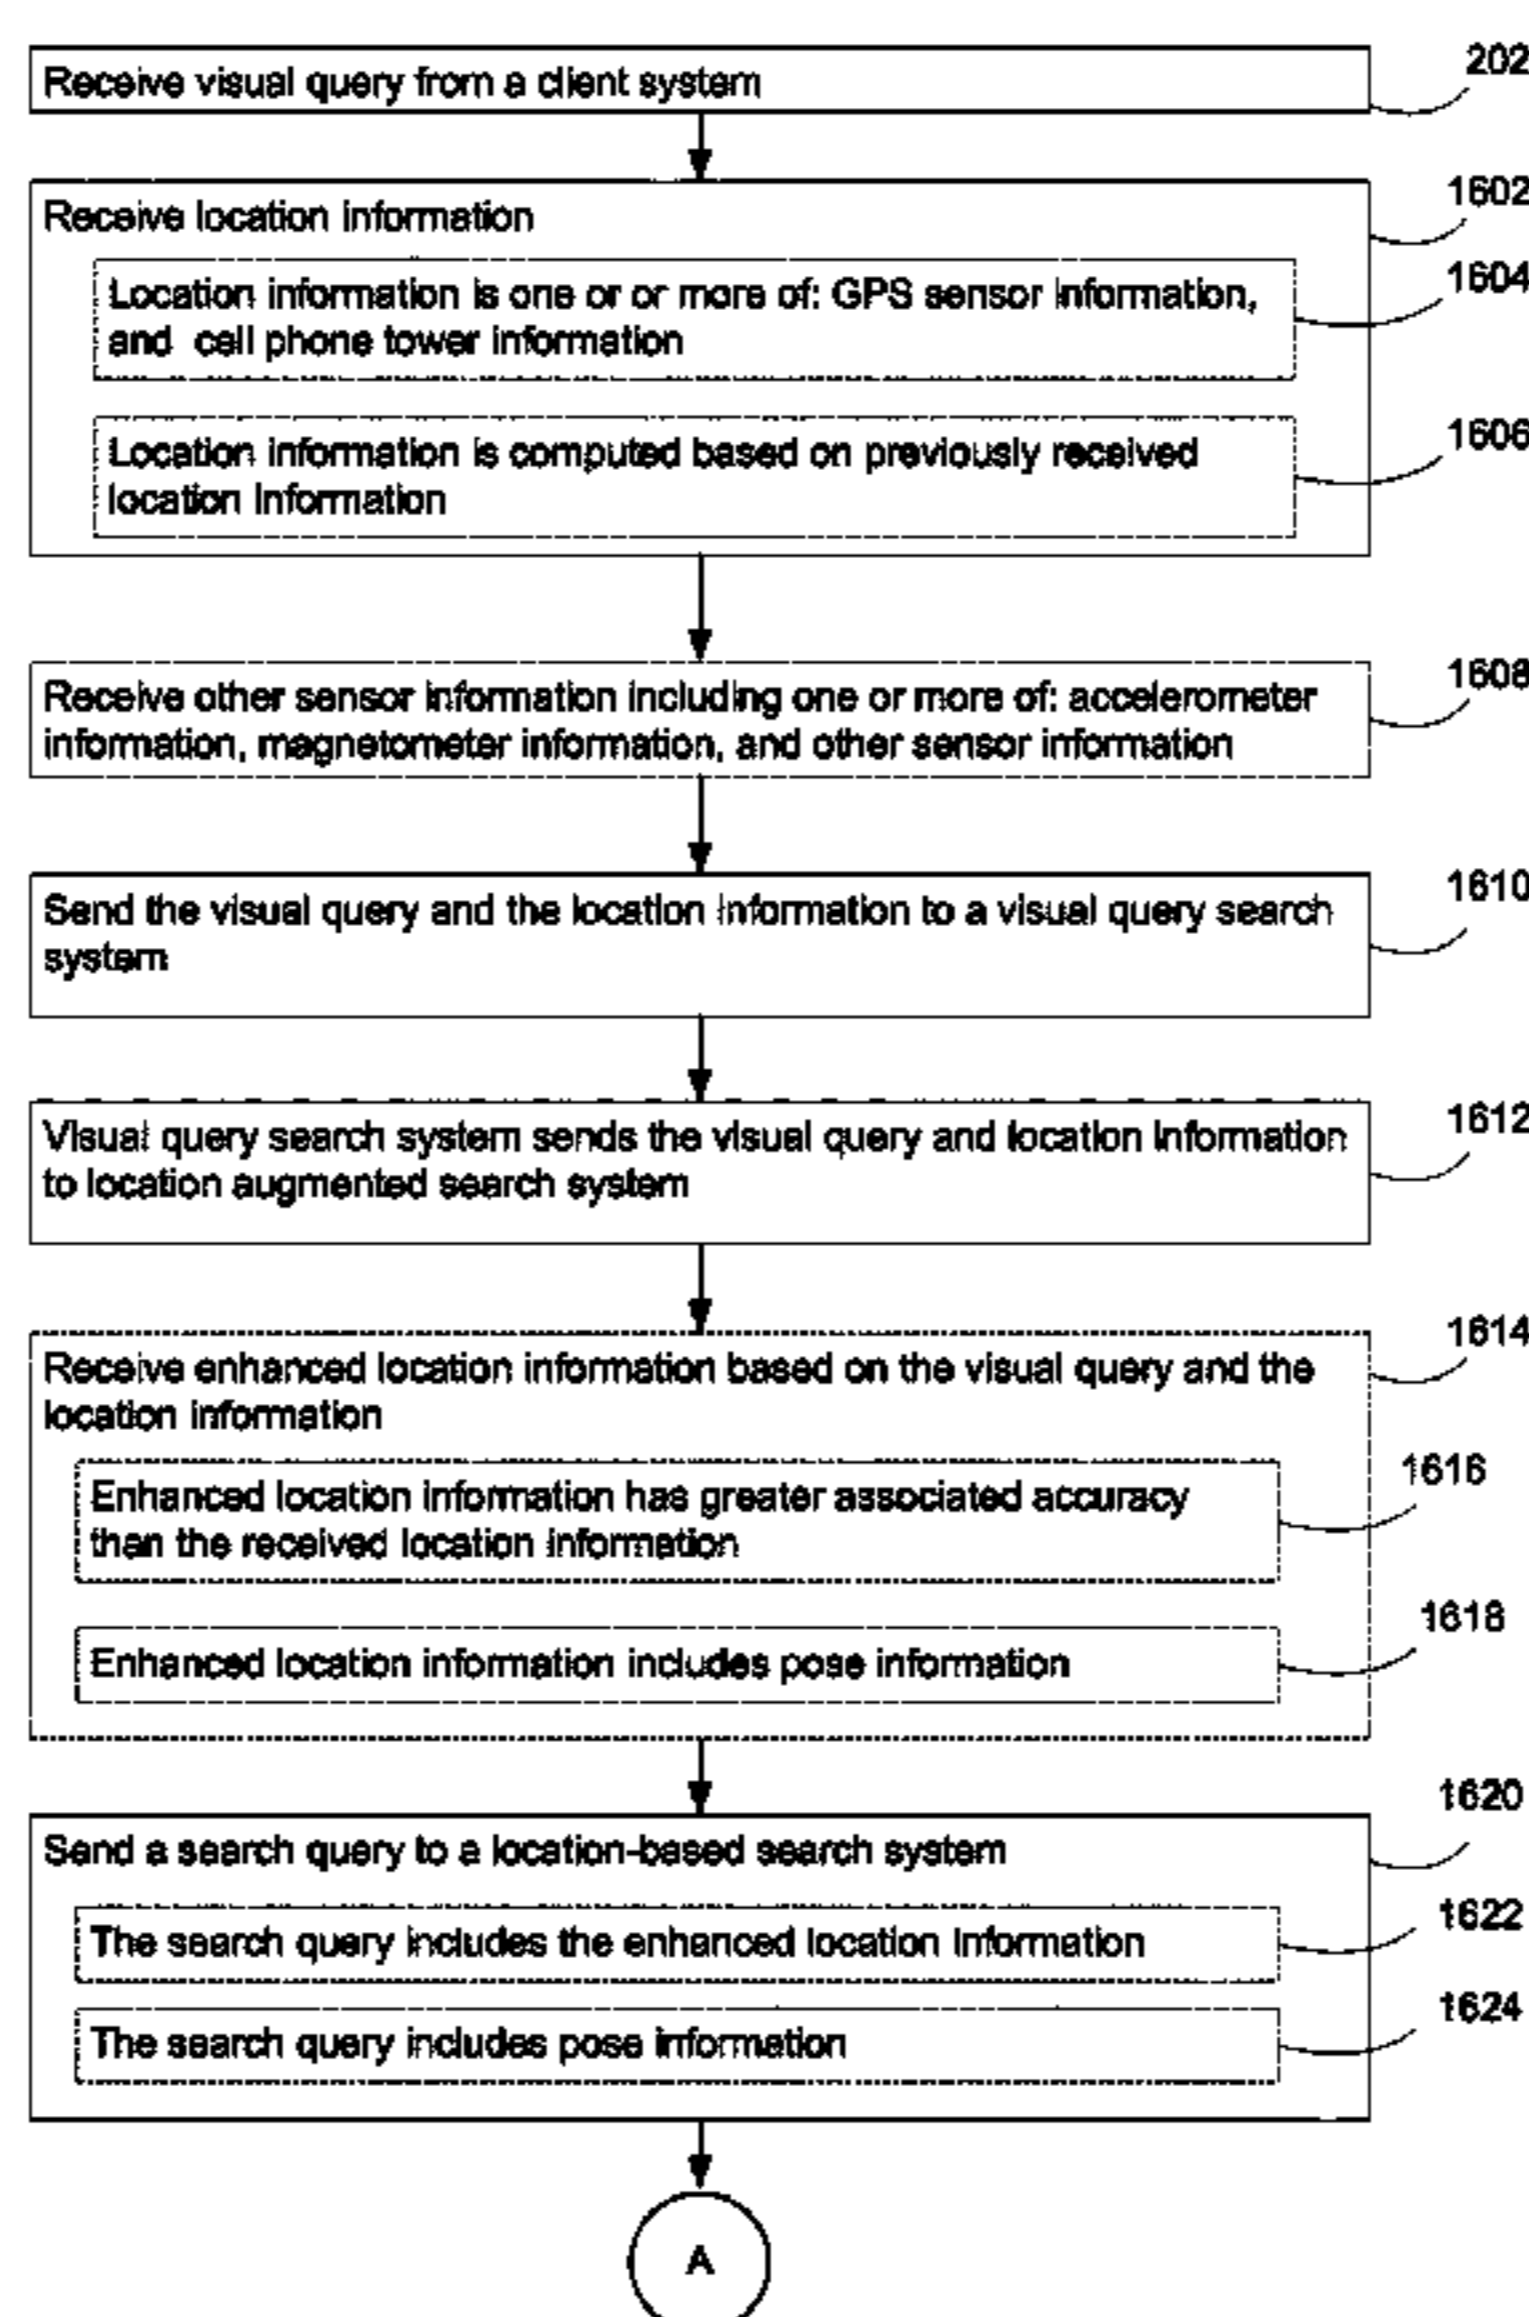 Receive visual query from a client system
202
Receive location information
1602
Location information is one or or more of: GPS sensor information,
and cell phone tower information
1604
Location information is computed based on previously received
location information
1606
Receive other sensor information including one or more of: accelerometer
information, magnetometer information, and other sensor information
1608
Send the visual query and the location information to a visual query search
system
1610
Visual query search system sends the visual query and location information
to location augmented search system
1612
Receive enhanced location information based on the visual query and the
location information
1614
Enhanced location information has greater associated accuracy
than the received location information
1616
Enhanced location information includes pose information
1618
Send a search query to a location-based search system
1620
The search query includes the enhanced location information
1622
The search query includes pose information
1624
A